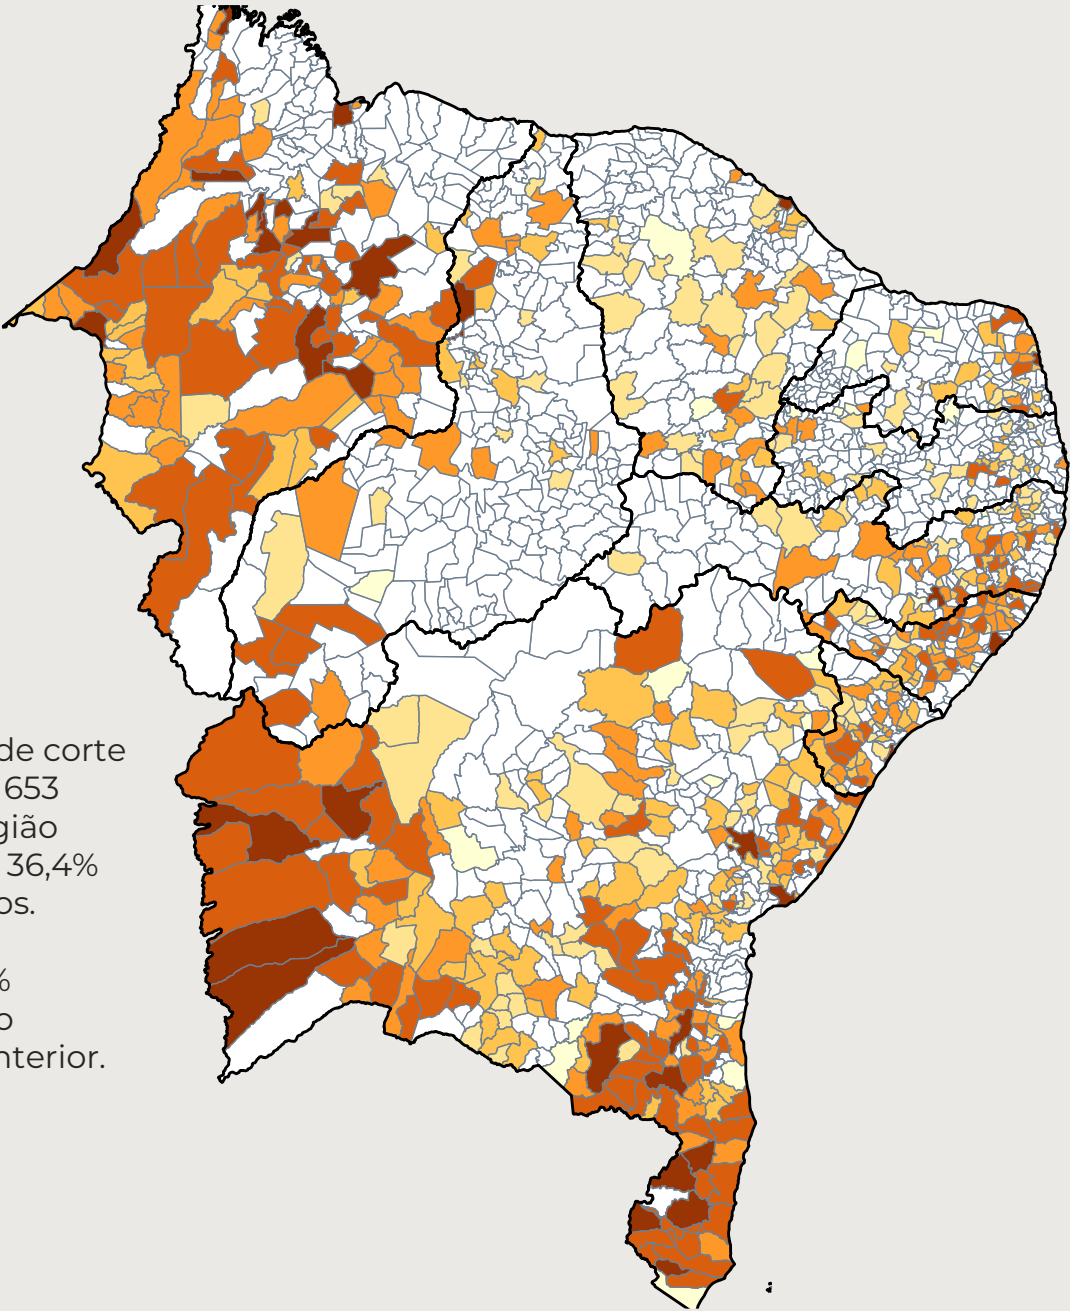 de corte
653
gião
36,4%
os.
%
o
nterior.